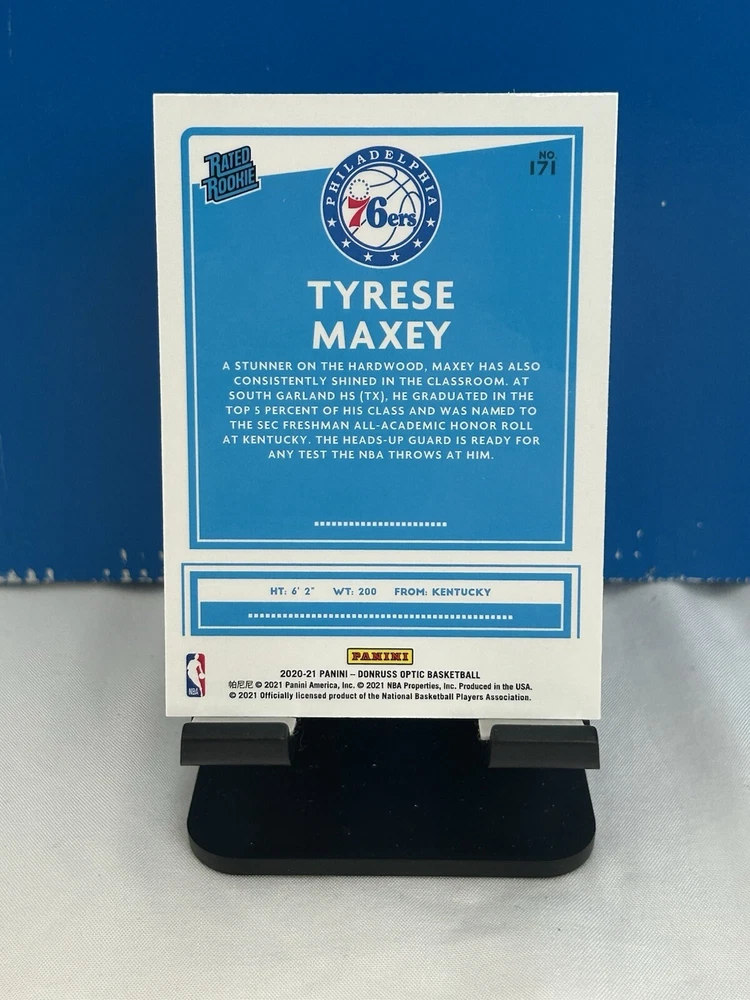 RATED
ROOKIE
NO.
171
PHILADELPHIA
76ers
TYRESE
MAXEY
A STUNNER ON THE HARDWOOD, MAXEY HAS ALSO
CONSISTENTLY SHINED IN THE CLASSROOM. AT
SOUTH GARLAND HS (TX), HE GRADUATED IN THE
TOP 5 PERCENT OF HIS CLASS AND WAS NAMED TO
THE SEC FRESHMAN ALL-ACADEMIC HONOR ROLL
AT KENTUCKY. THE HEADS-UP GUARD IS READY FOR
ANY TEST THE NBA THROWS AT HIM.
HT: 6' 2" WT: 200 FROM: KENTUCKY
PANINI
2020-21 PANINI – DONRUSS OPTIC BASKETBALL
帕尼尼 © 2021 Panini America, Inc. © 2021 NBA Properties, Inc. Produced in the USA.
© 2021 Officially licensed product of the National Basketball Players Association.
NBA